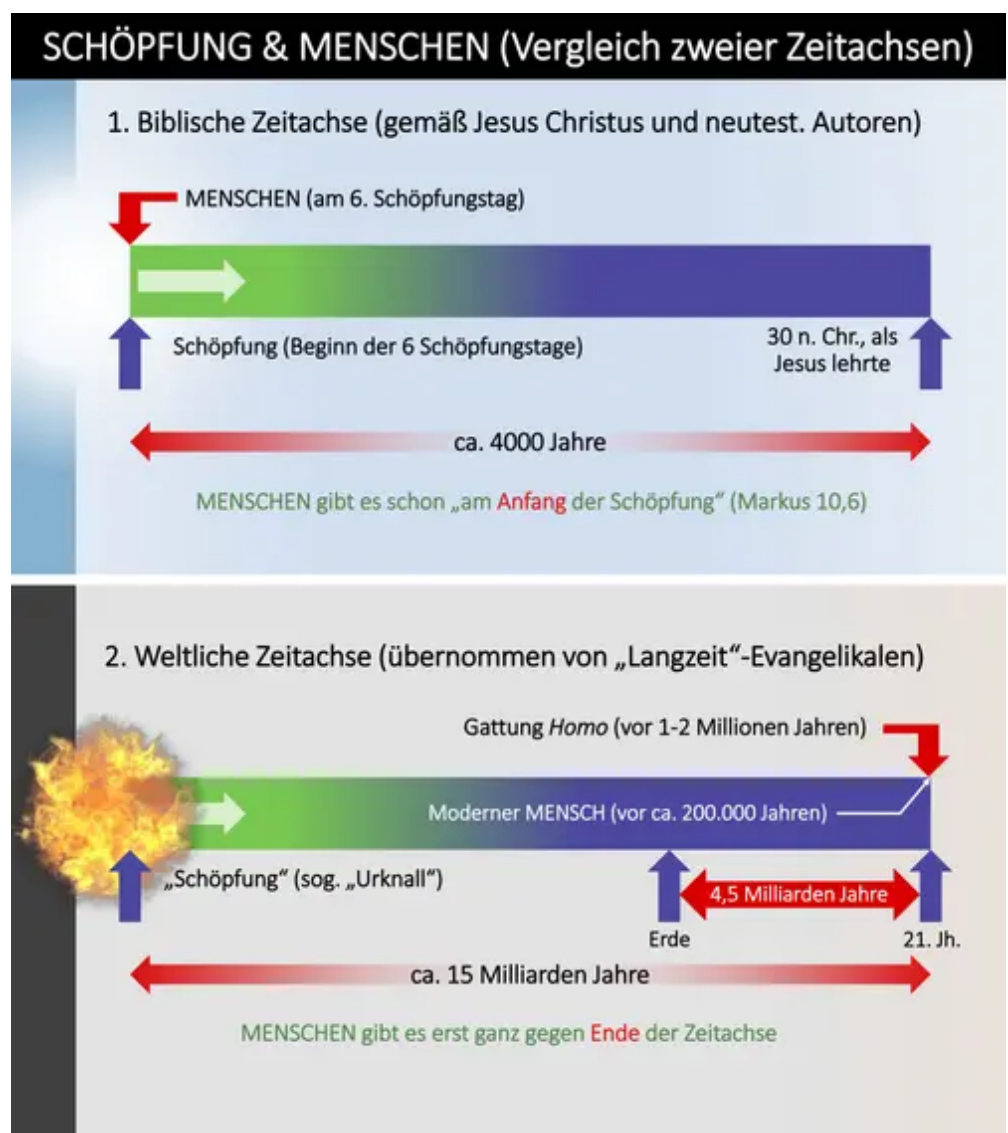 SCHÖPFUNG & MENSCHEN (Vergleich zweier Zeitachsen)
1. Biblische Zeitachse (gemäß Jesus Christus und neutest. Autoren)
MENSCHEN (am 6. Schöpfungstag)
Schöpfung (Beginn der 6 Schöpfungstage)
30 n. Chr., als
Jesus lehrte
ca. 4000 Jahre
MENSCHEN gibt es schon „am Anfang der Schöpfung“ (Markus 10,6)
2. Weltliche Zeitachse (übernommen von „Langzeit“-Evangelikalen)
Gattung Homo (vor 1-2 Millionen Jahren)
Moderner MENSCH (vor ca. 200.000 Jahren)
„Schöpfung“ (sog. „Urknall“)
4,5 Milliarden Jahre
Erde
21. Jh.
ca. 15 Milliarden Jahre
MENSCHEN gibt es erst ganz gegen Ende der Zeitachse